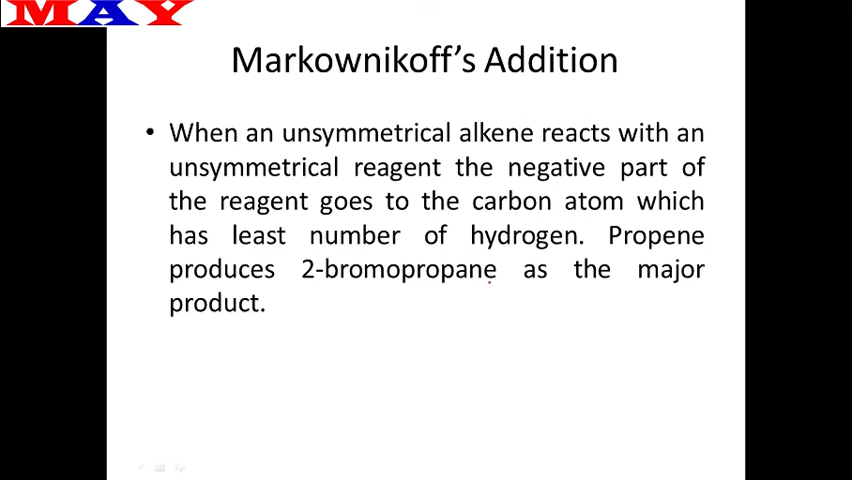 MAY
Markownikoff's Addition
• When an unsymmetrical alkene reacts with an
unsymmetrical reagent the negative part of
the reagent goes to the carbon atom which
has least number of hydrogen. Propene
produces 2-bromopropane as the major
product.